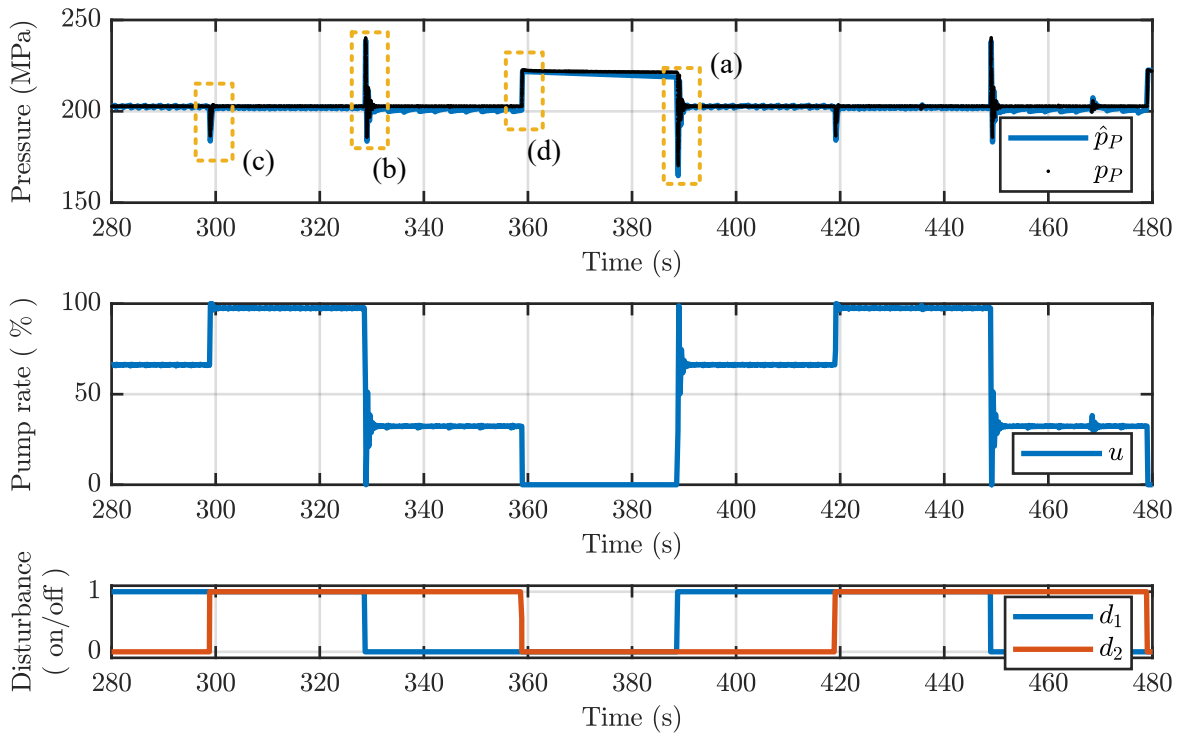 Pressure (MPa)
250
200
150
(a)
(b)
(c)
(d)
p̂_P
p_P
280 300 320 340 360 380 400 420 440 460 480
Time (s)
Pump rate ( % )
100
50
0
u
280 300 320 340 360 380 400 420 440 460 480
Time (s)
Disturbance
( on/off )
1
0
d_1
d_2
280 300 320 340 360 380 400 420 440 460 480
Time (s)